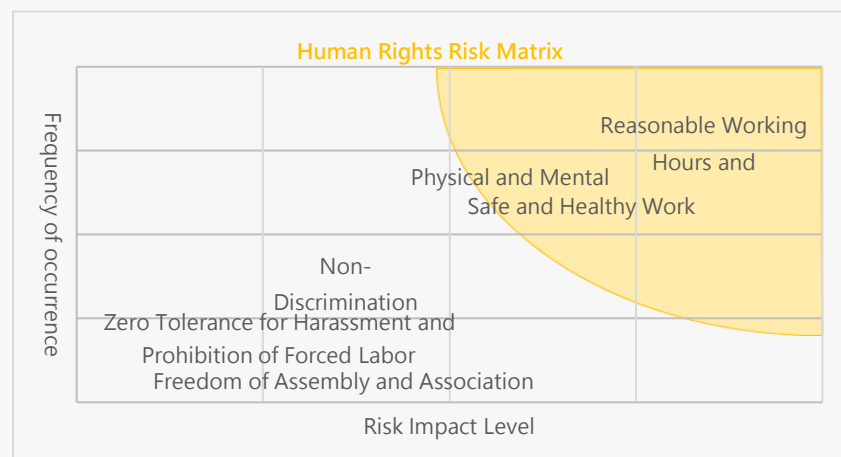 Human Rights Risk Matrix
Frequency of occurrence
Reasonable Working
Hours and
Physical and Mental
Safe and Healthy Work
Non-
Discrimination
Zero Tolerance for Harassment and
Prohibition of Forced Labor
Freedom of Assembly and Association
Risk Impact Level